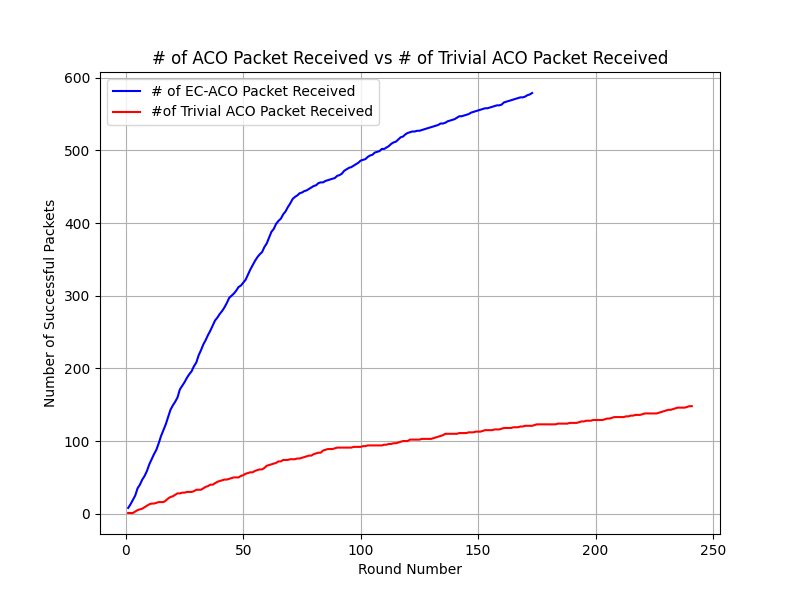 # of ACO Packet Received vs # of Trivial ACO Packet Received
# of EC-ACO Packet Received
#of Trivial ACO Packet Received
600
500
400
300
200
100
0
Number of Successful Packets
0 50 100 150 200 250
Round Number